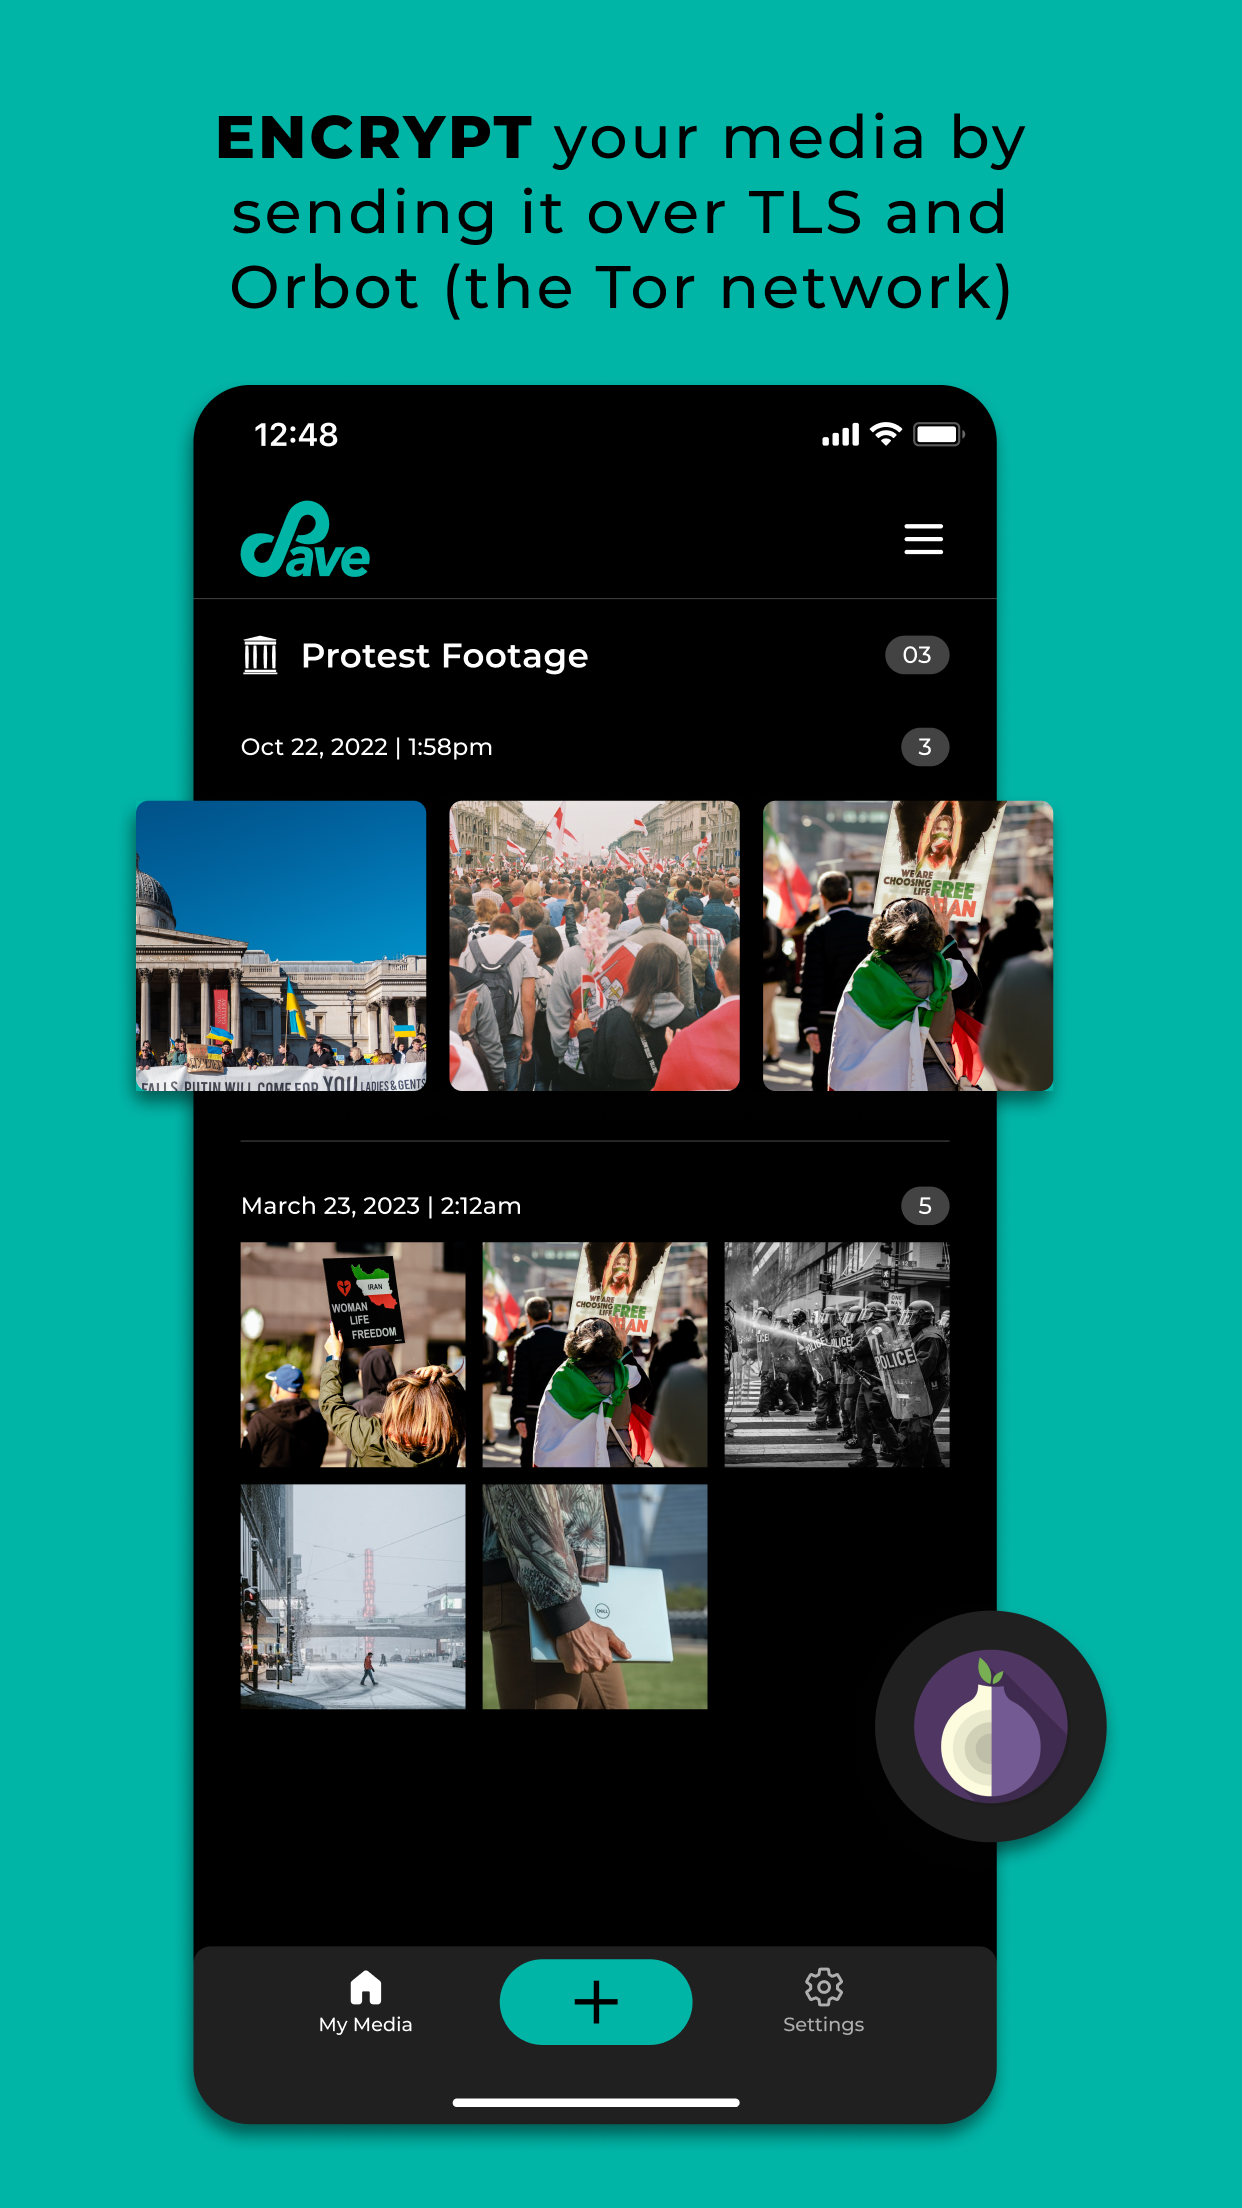 ENCRYPT your media by
sending it over TLS and
Orbot (the Tor network)
12:48
Save
Protest Footage
03
Oct 22, 2022 | 1:58pm
3
WE ARE
CHOOSING
LIFE FREE
FALLS PUTIN WILL COME FOR YOU LADIES & GENTS
March 23, 2023 | 2:12am
5
IRAN
WOMAN
LIFE
FREEDOM
WE ARE
CHOOSING
LIFE FREE
ONE
WAY
POLICE
POLICE
DELL
My Media
+
Settings